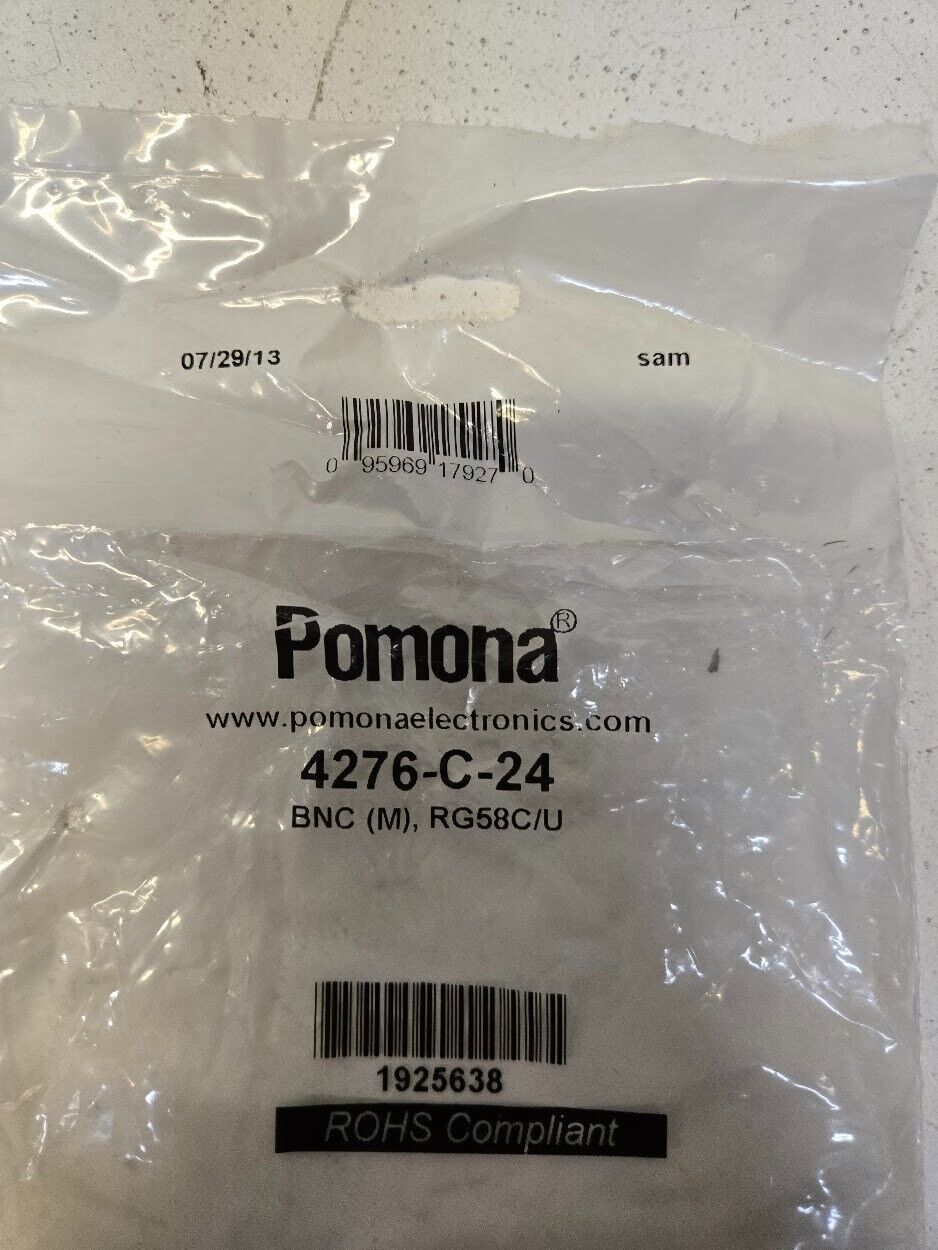 07/29/13 sam
0 95969 17927 0
Pomona®
www.pomonaelectronics.com
4276-C-24
BNC (M), RG58C/U
1925638
ROHS Compliant